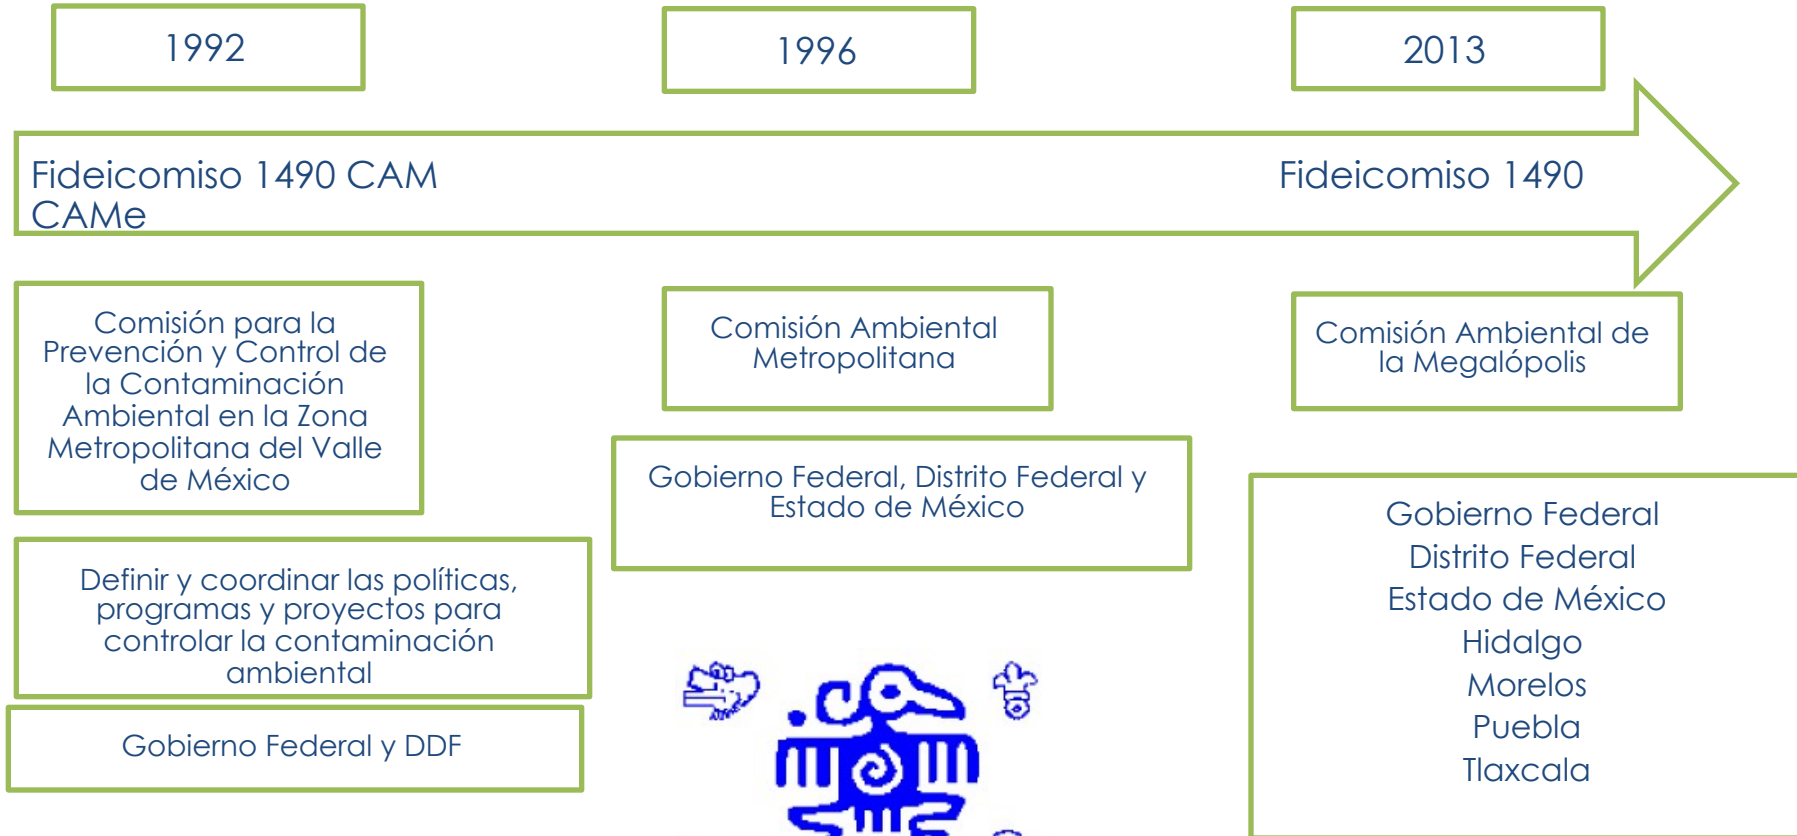 1992
1996
2013
Fideicomiso 1490 CAM
CAMe
Fideicomiso 1490
Comisión para la
Prevención y Control de
la Contaminación
Ambiental en la Zona
Metropolitana del Valle
de México
Definir y coordinar las políticas,
programas y proyectos para
controlar la contaminación
ambiental
Gobierno Federal y DDF
Comisión Ambiental
Metropolitana
Gobierno Federal, Distrito Federal y
Estado de México
Comisión Ambiental de
la Megalópolis
Gobierno Federal
Distrito Federal
Estado de México
Hidalgo
Morelos
Puebla
Tlaxcala